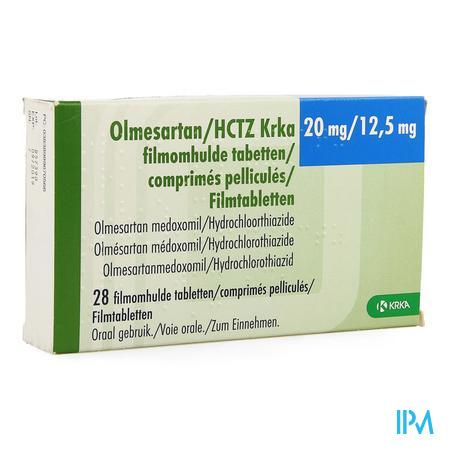 Olmesartan/HCTZ Krka
20 mg/12,5 mg
filmomhulde tabetten/
comprimés pelliculés/
Filmtabletten
Olmesartan medoxomil/Hydrochloorthiazide
Olmésartan médoxomil/Hydrochlorothiazide
Olmesartanmedoxomil/Hydrochlorothiazid
28 filmomhulde tabletten/comprimés pelliculés/
Filmtabletten
Oraal gebruik./Voie orale./Zum Einnehmen.
KRKA
IPM